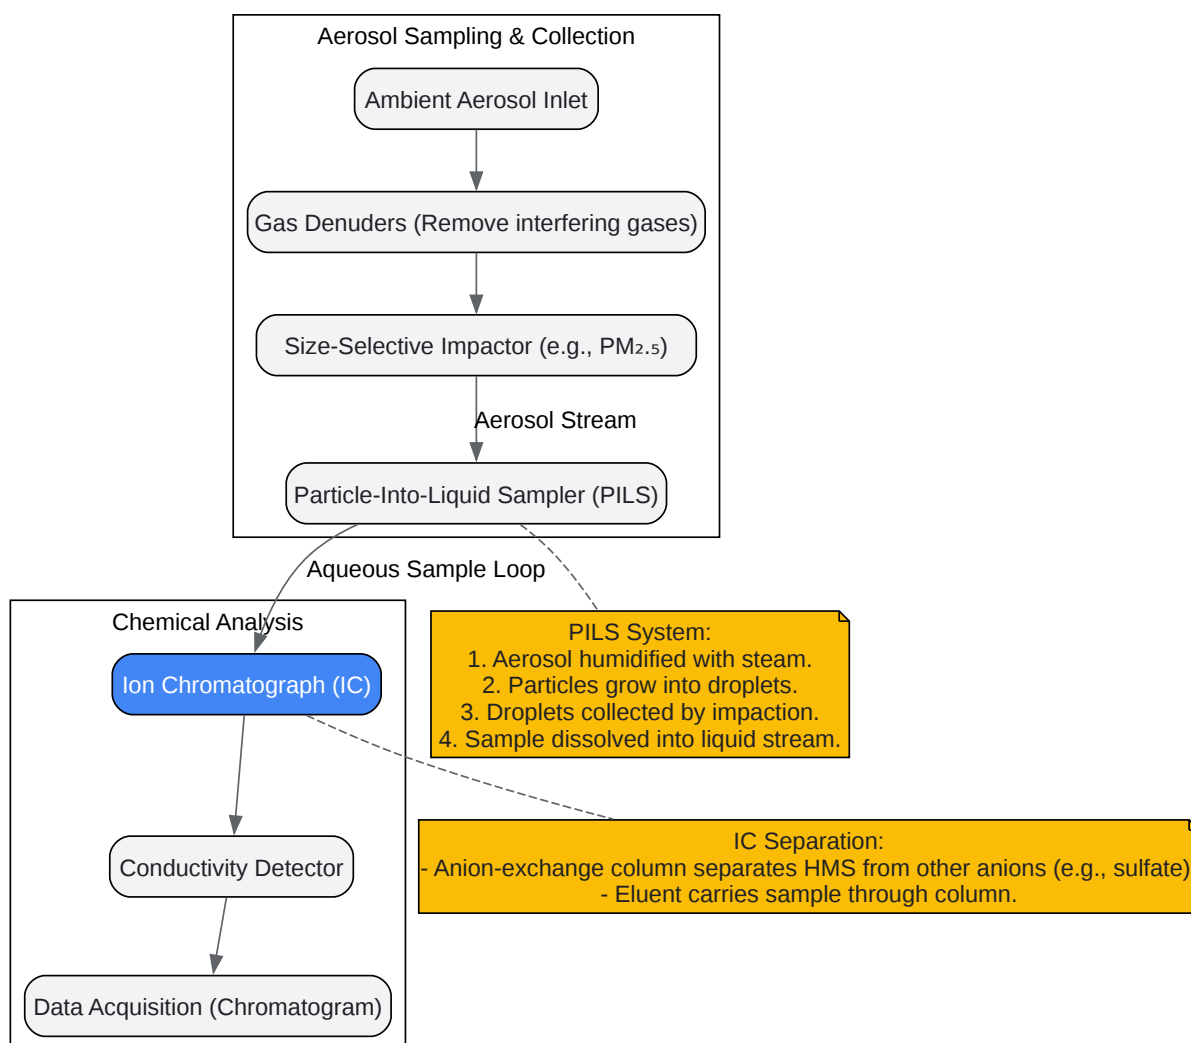 Aerosol Sampling & Collection
Ambient Aerosol Inlet
Gas Denuders (Remove interfering gases)
Size-Selective Impactor (e.g., PM₂.₅)
Aerosol Stream
Particle-Into-Liquid Sampler (PILS)
Aqueous Sample Loop
Chemical Analysis
Ion Chromatograph (IC)
PILS System:
1. Aerosol humidified with steam.
2. Particles grow into droplets.
3. Droplets collected by impaction.
4. Sample dissolved into liquid stream.
IC Separation:
- Anion-exchange column separates HMS from other anions (e.g., sulfate)
- Eluent carries sample through column.
Conductivity Detector
Data Acquisition (Chromatogram)